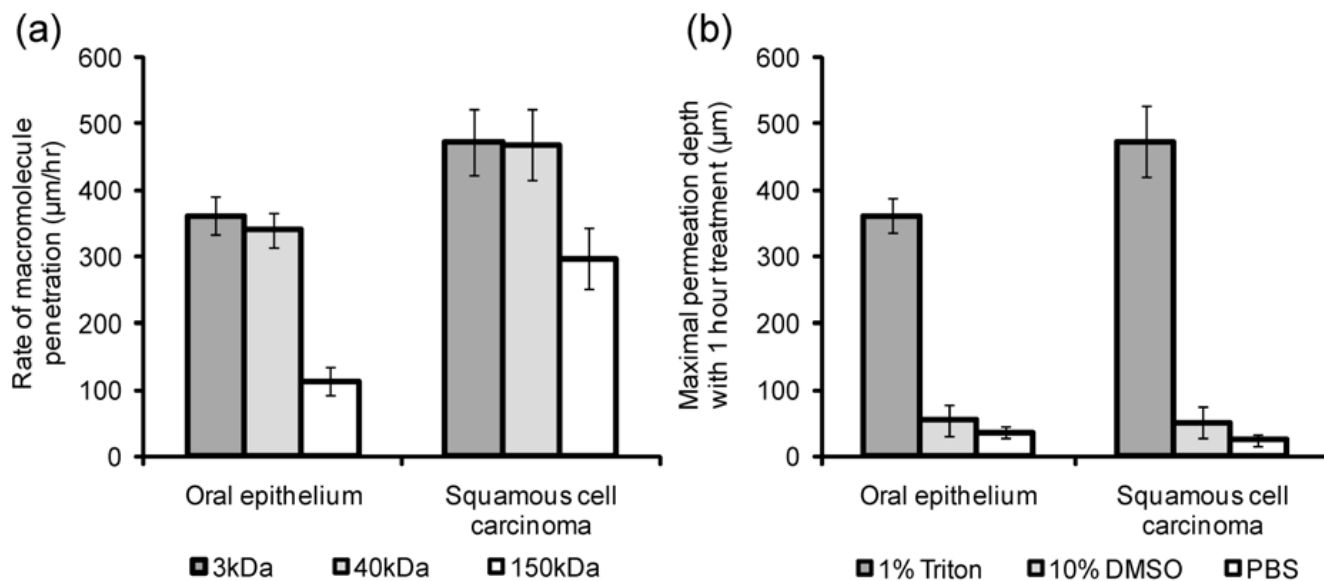 (a)
Rate of macromolecule
penetration (μm/hr)
600
500
400
300
200
100
0
Oral epithelium
Squamous cell
carcinoma
3kDa 40kDa 150kDa
(b)
Maximal permeation depth
with 1 hour treatment (μm)
600
500
400
300
200
100
0
Oral epithelium
Squamous cell
carcinoma
1% Triton 10% DMSO PBS